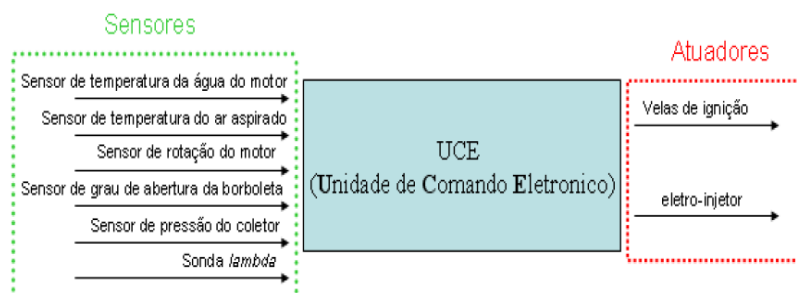 Sensores
Sensor de temperatura da água do motor
Sensor de temperatura do ar aspirado
Sensor de rotação do motor
Sensor de grau de abertura da borboleta
Sensor de pressão do coletor
Sonda lambda
UCE
(Unidade de Comando Eletronico)
Atuadores
Velas de ignição
eletro-injetor